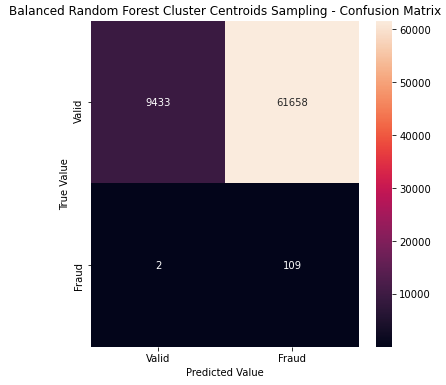 Balanced Random Forest Cluster Centroids Sampling - Confusion Matrix
60000
Valid
9433
61658
50000
40000
True Value
30000
20000
Fraud
2
109
10000
Valid
Fraud
Predicted Value